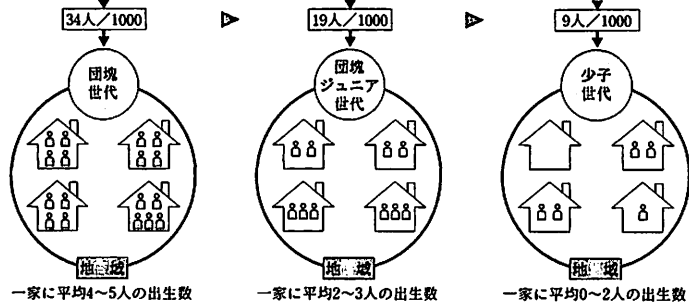 34人／1000
19人／1000
9人／1000
団塊
世代
団塊
ジュニア
世代
少子
世代
地域
地域
地域
一家に平均4〜5人の出生数
一家に平均2〜3人の出生数
一家に平均0〜2人の出生数